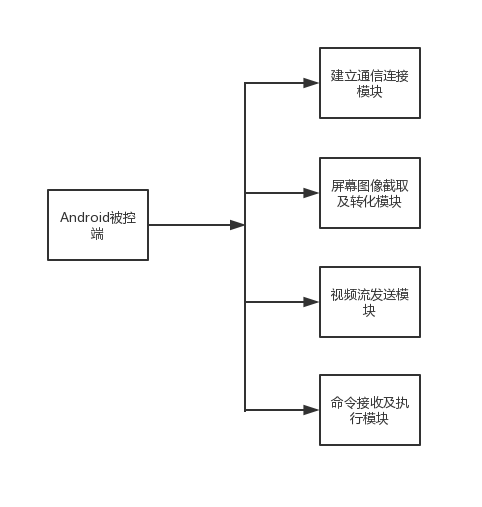 建立通信连接
模块
屏幕图像截取
及转化模块
Android被控
端
视频流发送模
块
命令接收及执
行模块